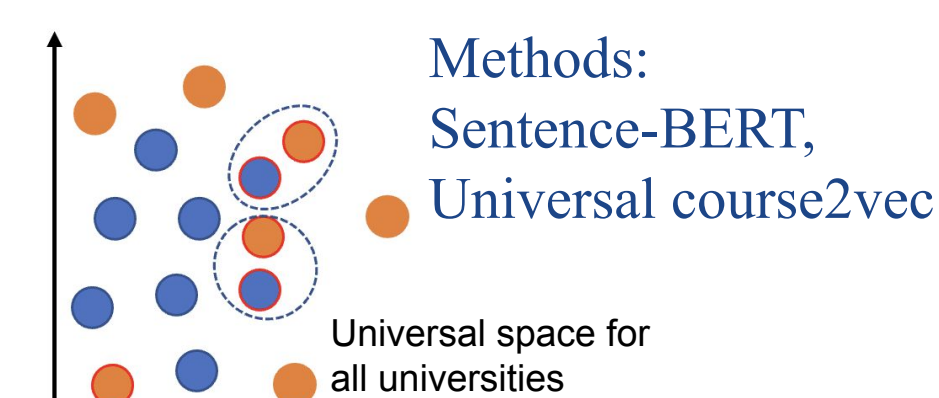 Methods:
Sentence-BERT,
Universal course2vec
Universal space for
all universities